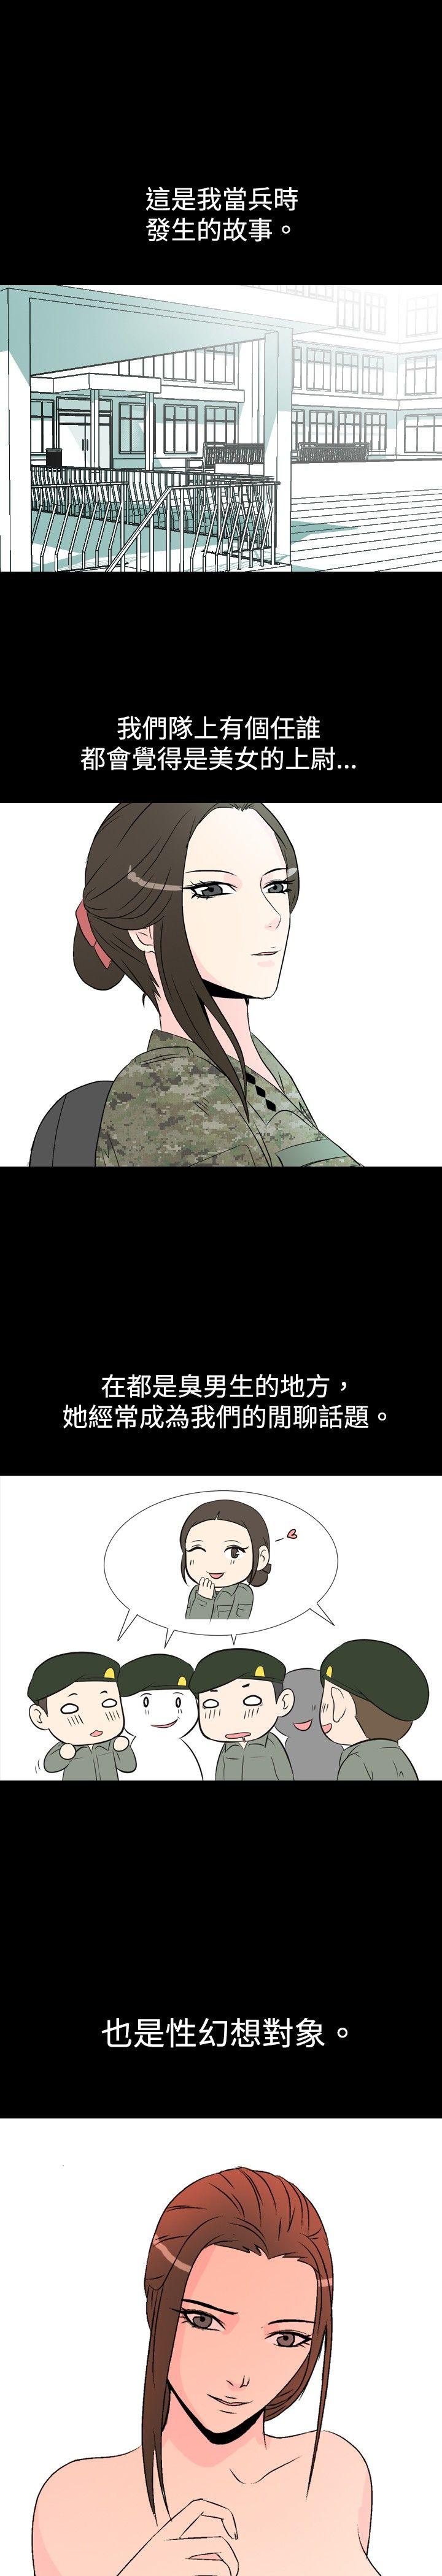 這是我當兵時
發生的故事。
我們隊上有個任誰
都會覺得是美女的上尉...
在都是臭男生的地方，
她經常成為我們的閒聊話題。
也是性幻想對象。